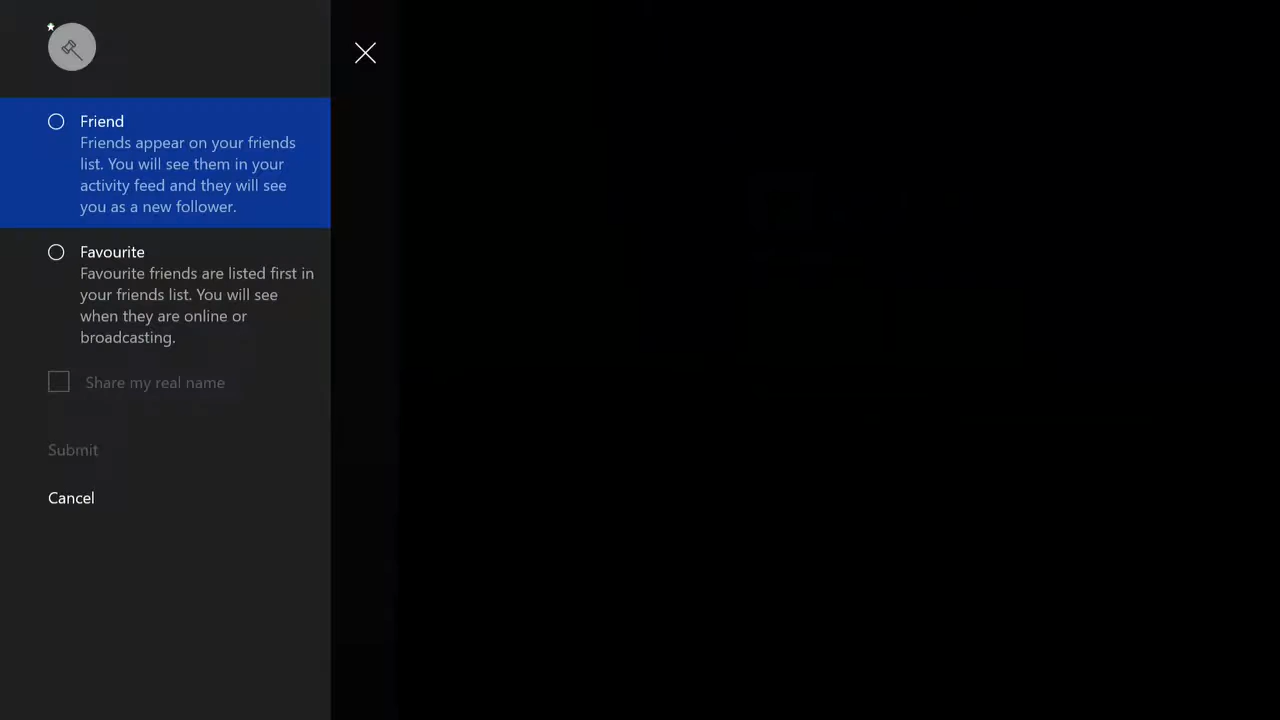 Friend
Friends appear on your friends
list. You will see them in your
activity feed and they will see
you as a new follower.
Favourite
Favourite friends are listed first in
your friends list. You will see
when they are online or
broadcasting.
Share my real name
Submit
Cancel